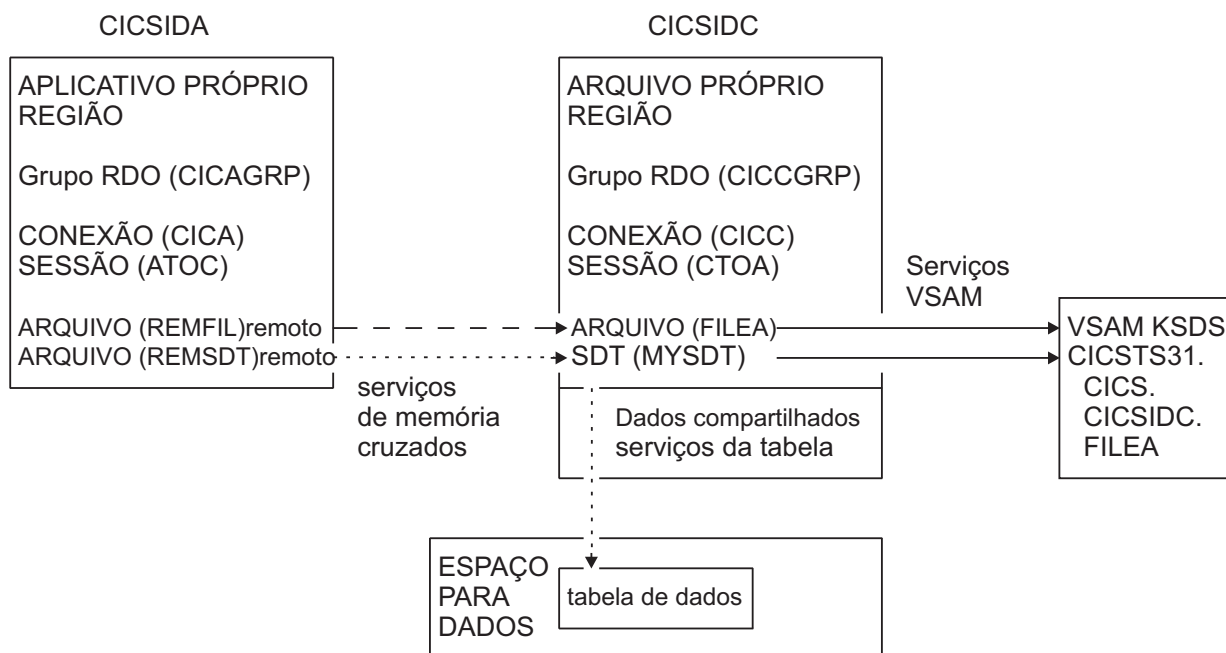 CICSIDA
APLICATIVO PRÓPRIO
REGIÃO
Grupo RDO (CICAGRP)
CONEXÃO (CICA)
SESSÃO (ATOC)
ARQUIVO (REMFIL)remoto
ARQUIVO (REMSDT)remoto
serviços
de memória
cruzados
CICSIDC
ARQUIVO PRÓPRIO
REGIÃO
Grupo RDO (CICCGRP)
CONEXÃO (CICC)
SESSÃO (CTOA)
ARQUIVO (FILEA)
SDT (MYSDT)
Dados compartilhados
serviços da tabela
Serviços
VSAM
VSAM KSDS
CICSTS31.
CICS.
CICSIDC.
FILEA
ESPAÇO
PARA
DADOS
tabela de dados